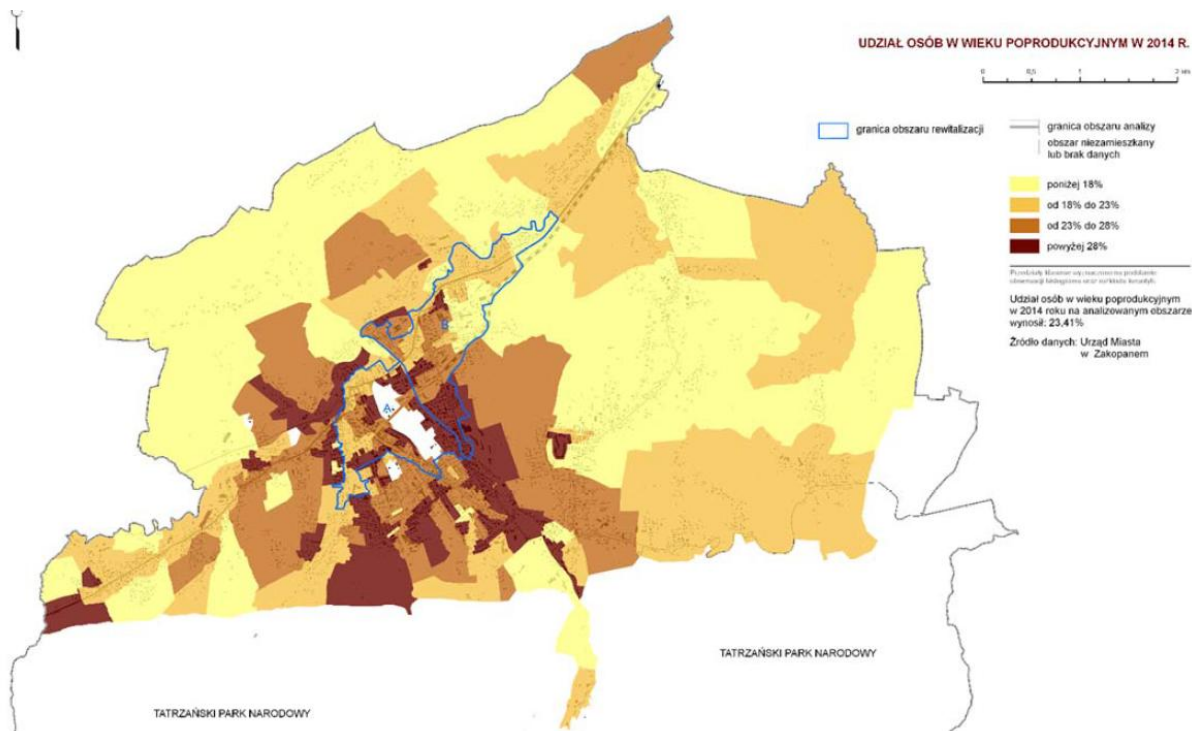 UDZIAŁ OSÓB W WIEKU POPRODUKCYJNYM W 2014 R.
0 0,5 1 2 km
granica obszaru rewitalizacji
granica obszaru analizy
obszar niezamieszkany
lub brak danych
poniżej 18%
od 18% do 23%
od 23% do 28%
powyżej 28%
Udział osób w wieku poprodukcyjnym
w 2014 roku na analizowanym obszarze
wynosił: 23,41%
Źródło danych: Urząd Miasta
w Zakopanem
B
A
TATRZAŃSKI PARK NARODOWY
TATRZAŃSKI PARK NARODOWY